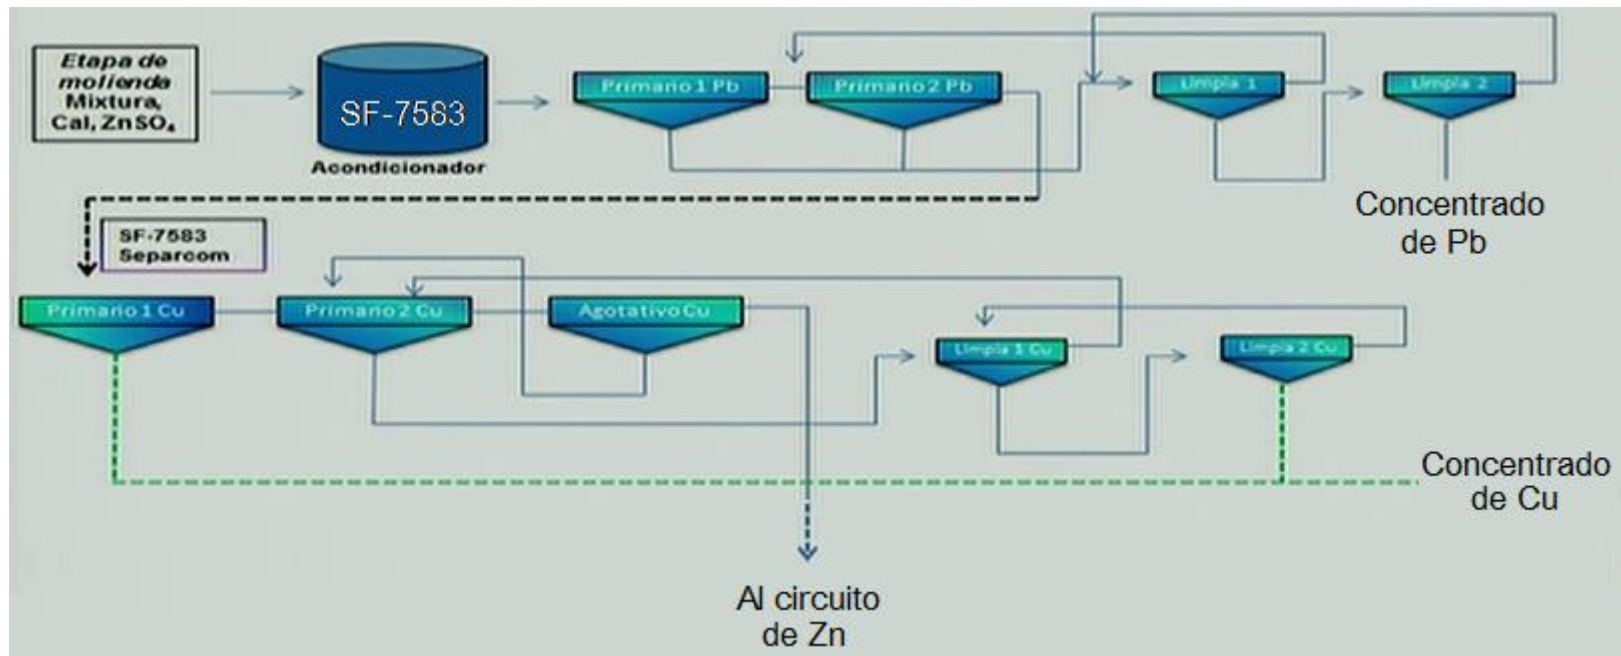 Etapa de
molienda
Mixtura,
Cal, ZnSO₄
SF-7583
Acondicionador
Primario 1 Pb
Primario 2 Pb
Limpia 1
Limpia 2
Concentrado
de Pb
SF-7583
Separcom
Primario 1 Cu
Primario 2 Cu
Agotativo Cu
Limpia 1 Cu
Limpia 2 Cu
Concentrado
de Cu
Al circuito
de Zn